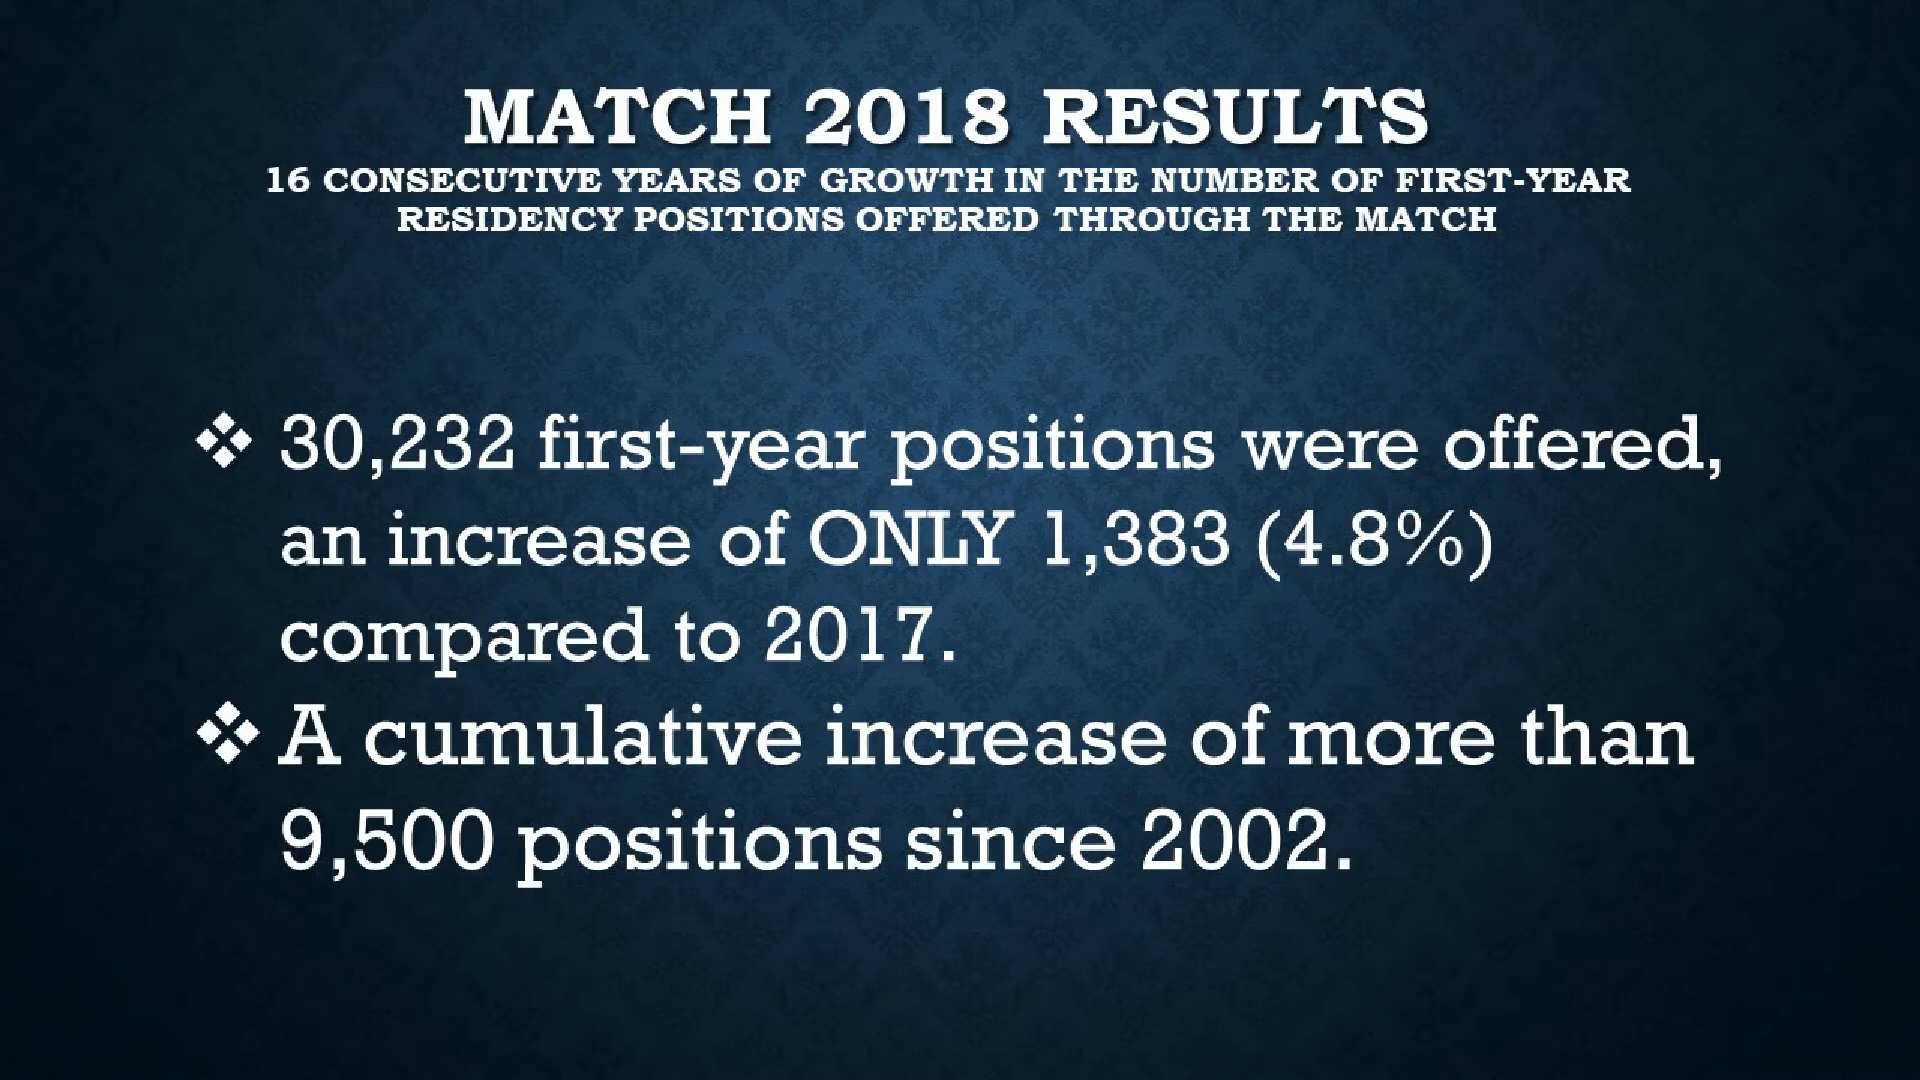 MATCH 2018 RESULTS
16 CONSECUTIVE YEARS OF GROWTH IN THE NUMBER OF FIRST-YEAR
RESIDENCY POSITIONS OFFERED THROUGH THE MATCH
❖ 30,232 first-year positions were offered,
an increase of ONLY 1,383 (4.8%)
compared to 2017.
❖ A cumulative increase of more than
9,500 positions since 2002.